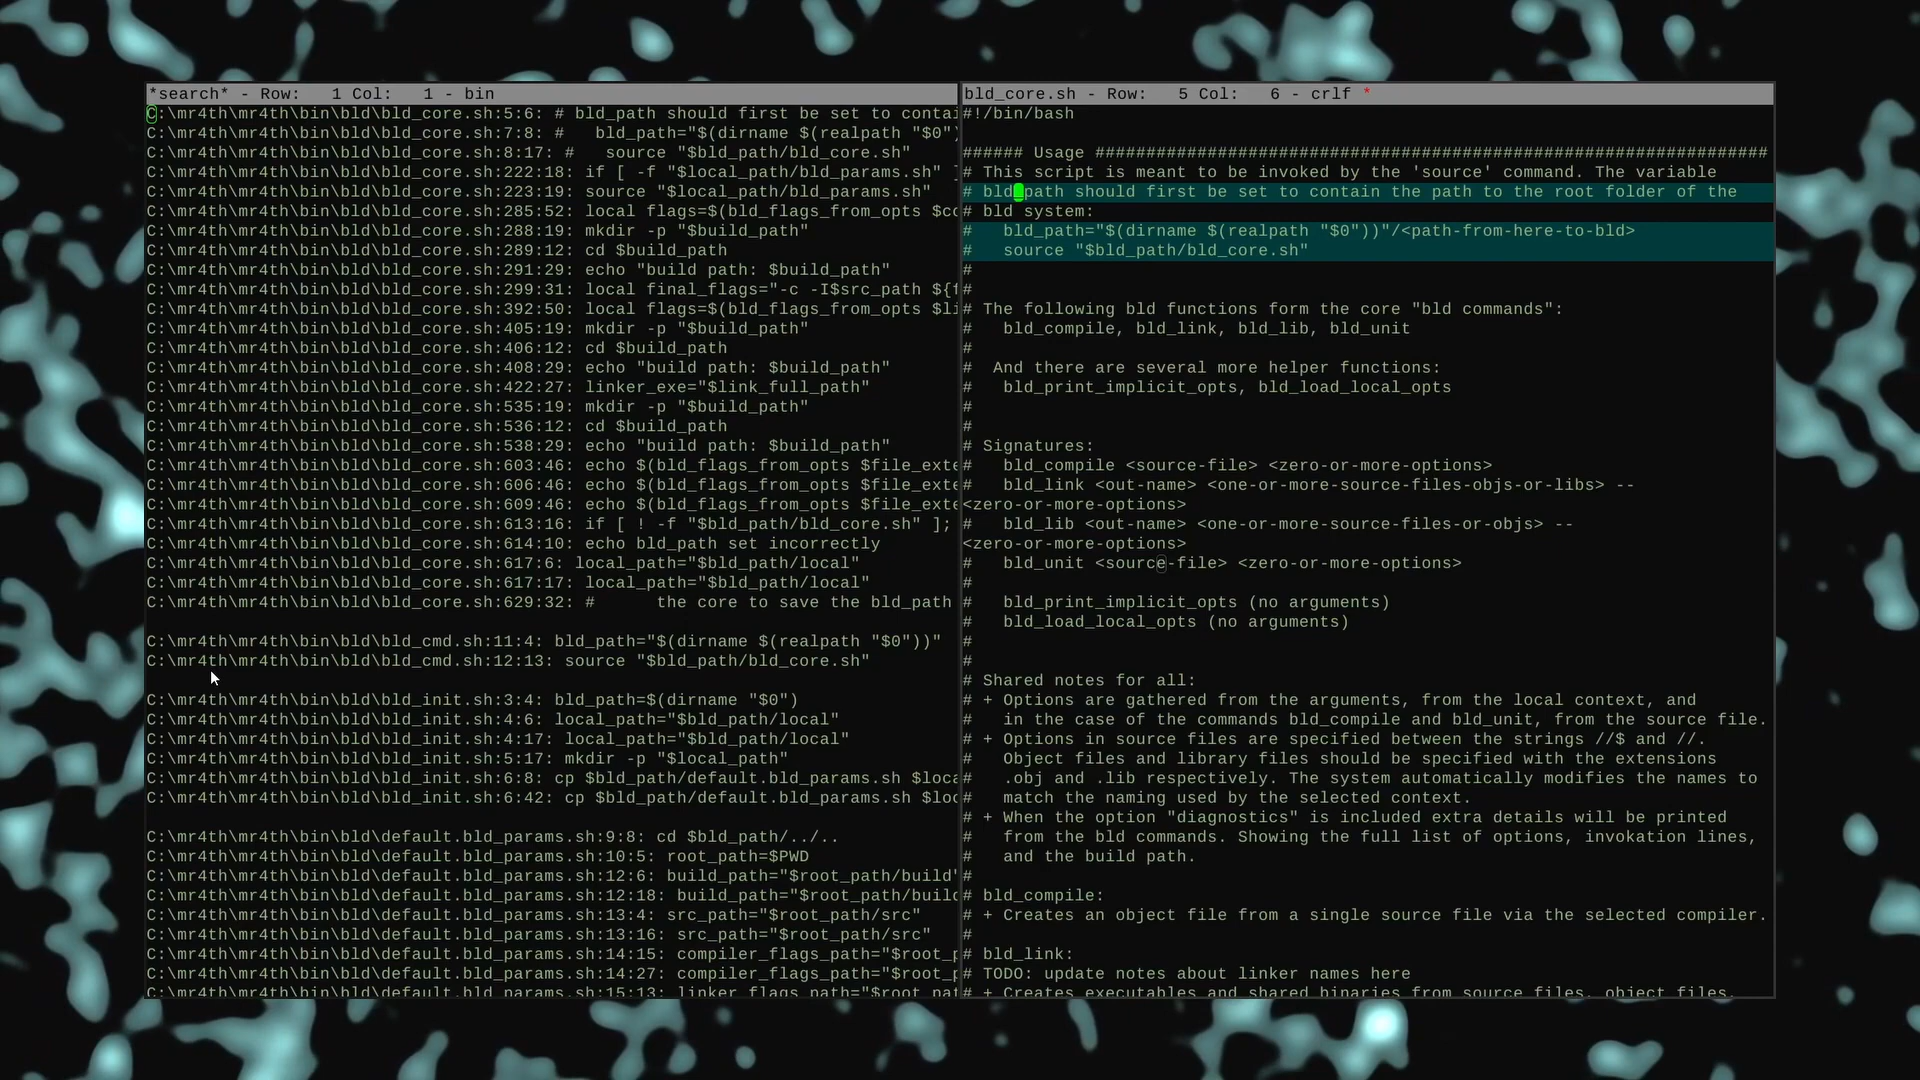 *search* - Row:   1 Col:   1 - bin
C:\mr4th\mr4th\bin\bld\bld_core.sh:5:6: # bld_path should first be set to contai
C:\mr4th\mr4th\bin\bld\bld_core.sh:7:8: #   bld_path="$(dirname $(realpath "$0")
C:\mr4th\mr4th\bin\bld\bld_core.sh:8:17: #   source "$bld_path/bld_core.sh"
C:\mr4th\mr4th\bin\bld\bld_core.sh:222:18: if [ -f "$local_path/bld_params.sh" ]
C:\mr4th\mr4th\bin\bld\bld_core.sh:223:19: source "$local_path/bld_params.sh"
C:\mr4th\mr4th\bin\bld\bld_core.sh:285:52: local flags=$(bld_flags_from_opts $co
C:\mr4th\mr4th\bin\bld\bld_core.sh:288:19: mkdir -p "$build_path"
C:\mr4th\mr4th\bin\bld\bld_core.sh:289:12: cd $build_path
C:\mr4th\mr4th\bin\bld\bld_core.sh:291:29: echo "build path: $build_path"
C:\mr4th\mr4th\bin\bld\bld_core.sh:299:31: local final_flags="-c -I$src_path ${f
C:\mr4th\mr4th\bin\bld\bld_core.sh:392:50: local flags=$(bld_flags_from_opts $li
C:\mr4th\mr4th\bin\bld\bld_core.sh:405:19: mkdir -p "$build_path"
C:\mr4th\mr4th\bin\bld\bld_core.sh:406:12: cd $build_path
C:\mr4th\mr4th\bin\bld\bld_core.sh:408:29: echo "build path: $build_path"
C:\mr4th\mr4th\bin\bld\bld_core.sh:422:27: linker_exe="$link_full_path"
C:\mr4th\mr4th\bin\bld\bld_core.sh:535:19: mkdir -p "$build_path"
C:\mr4th\mr4th\bin\bld\bld_core.sh:536:12: cd $build_path
C:\mr4th\mr4th\bin\bld\bld_core.sh:538:29: echo "build path: $build_path"
C:\mr4th\mr4th\bin\bld\bld_core.sh:603:46: echo $(bld_flags_from_opts $file_exte
C:\mr4th\mr4th\bin\bld\bld_core.sh:606:46: echo $(bld_flags_from_opts $file_exte
C:\mr4th\mr4th\bin\bld\bld_core.sh:609:46: echo $(bld_flags_from_opts $file_exte
C:\mr4th\mr4th\bin\bld\bld_core.sh:613:16: if [ ! -f "$bld_path/bld_core.sh" ];
C:\mr4th\mr4th\bin\bld\bld_core.sh:614:10: echo bld_path set incorrectly
C:\mr4th\mr4th\bin\bld\bld_core.sh:617:6: local_path="$bld_path/local"
C:\mr4th\mr4th\bin\bld\bld_core.sh:617:17: local_path="$bld_path/local"
C:\mr4th\mr4th\bin\bld\bld_core.sh:629:32: #      the core to save the bld_path
C:\mr4th\mr4th\bin\bld\bld_cmd.sh:11:4: bld_path="$(dirname $(realpath "$0"))"
C:\mr4th\mr4th\bin\bld\bld_cmd.sh:12:13: source "$bld_path/bld_core.sh"
C:\mr4th\mr4th\bin\bld\bld_init.sh:3:4: bld_path=$(dirname "$0")
C:\mr4th\mr4th\bin\bld\bld_init.sh:4:6: local_path="$bld_path/local"
C:\mr4th\mr4th\bin\bld\bld_init.sh:4:17: local_path="$bld_path/local"
C:\mr4th\mr4th\bin\bld\bld_init.sh:5:17: mkdir -p "$local_path"
C:\mr4th\mr4th\bin\bld\bld_init.sh:6:8: cp $bld_path/default.bld_params.sh $loca
C:\mr4th\mr4th\bin\bld\bld_init.sh:6:42: cp $bld_path/default.bld_params.sh $loc
C:\mr4th\mr4th\bin\bld\default.bld_params.sh:9:8: cd $bld_path/../..
C:\mr4th\mr4th\bin\bld\default.bld_params.sh:10:5: root_path=$PWD
C:\mr4th\mr4th\bin\bld\default.bld_params.sh:12:6: build_path="$root_path/build"
C:\mr4th\mr4th\bin\bld\default.bld_params.sh:12:18: build_path="$root_path/build
C:\mr4th\mr4th\bin\bld\default.bld_params.sh:13:4: src_path="$root_path/src"
C:\mr4th\mr4th\bin\bld\default.bld_params.sh:13:16: src_path="$root_path/src"
C:\mr4th\mr4th\bin\bld\default.bld_params.sh:14:15: compiler_flags_path="$root_p
C:\mr4th\mr4th\bin\bld\default.bld_params.sh:14:27: compiler_flags_path="$root_p
C:\mr4th\mr4th\bin\bld\default.bld_params.sh:15:13: linker_flags_path="$root_pat
bld_core.sh - Row:   5 Col:   6 - crlf *
#!/bin/bash
###### Usage ##################################################################
# This script is meant to be invoked by the 'source' command. The variable
# bld_path should first be set to contain the path to the root folder of the
# bld system:
#   bld_path="$(dirname $(realpath "$0"))"/<path-from-here-to-bld>
#   source "$bld_path/bld_core.sh"
#
#
# The following bld functions form the core "bld commands":
#   bld_compile, bld_link, bld_lib, bld_unit
#
#  And there are several more helper functions:
#   bld_print_implicit_opts, bld_load_local_opts
#
#
# Signatures:
#   bld_compile <source-file> <zero-or-more-options>
#   bld_link <out-name> <one-or-more-source-files-objs-or-libs> --
<zero-or-more-options>
#   bld_lib <out-name> <one-or-more-source-files-or-objs> --
<zero-or-more-options>
#   bld_unit <source-file> <zero-or-more-options>
#
#   bld_print_implicit_opts (no arguments)
#   bld_load_local_opts (no arguments)
#
#
# Shared notes for all:
# + Options are gathered from the arguments, from the local context, and
#   in the case of the commands bld_compile and bld_unit, from the source file.
# + Options in source files are specified between the strings //$ and //.
#   Object files and library files should be specified with the extensions
#   .obj and .lib respectively. The system automatically modifies the names to
#   match the naming used by the selected context.
# + When the option "diagnostics" is included extra details will be printed
#   from the bld commands. Showing the full list of options, invokation lines,
#   and the build path.
#
# bld_compile:
# + Creates an object file from a single source file via the selected compiler.
#
# bld_link:
# TODO: update notes about linker names here
# + Creates executables and shared binaries from source files, object files,